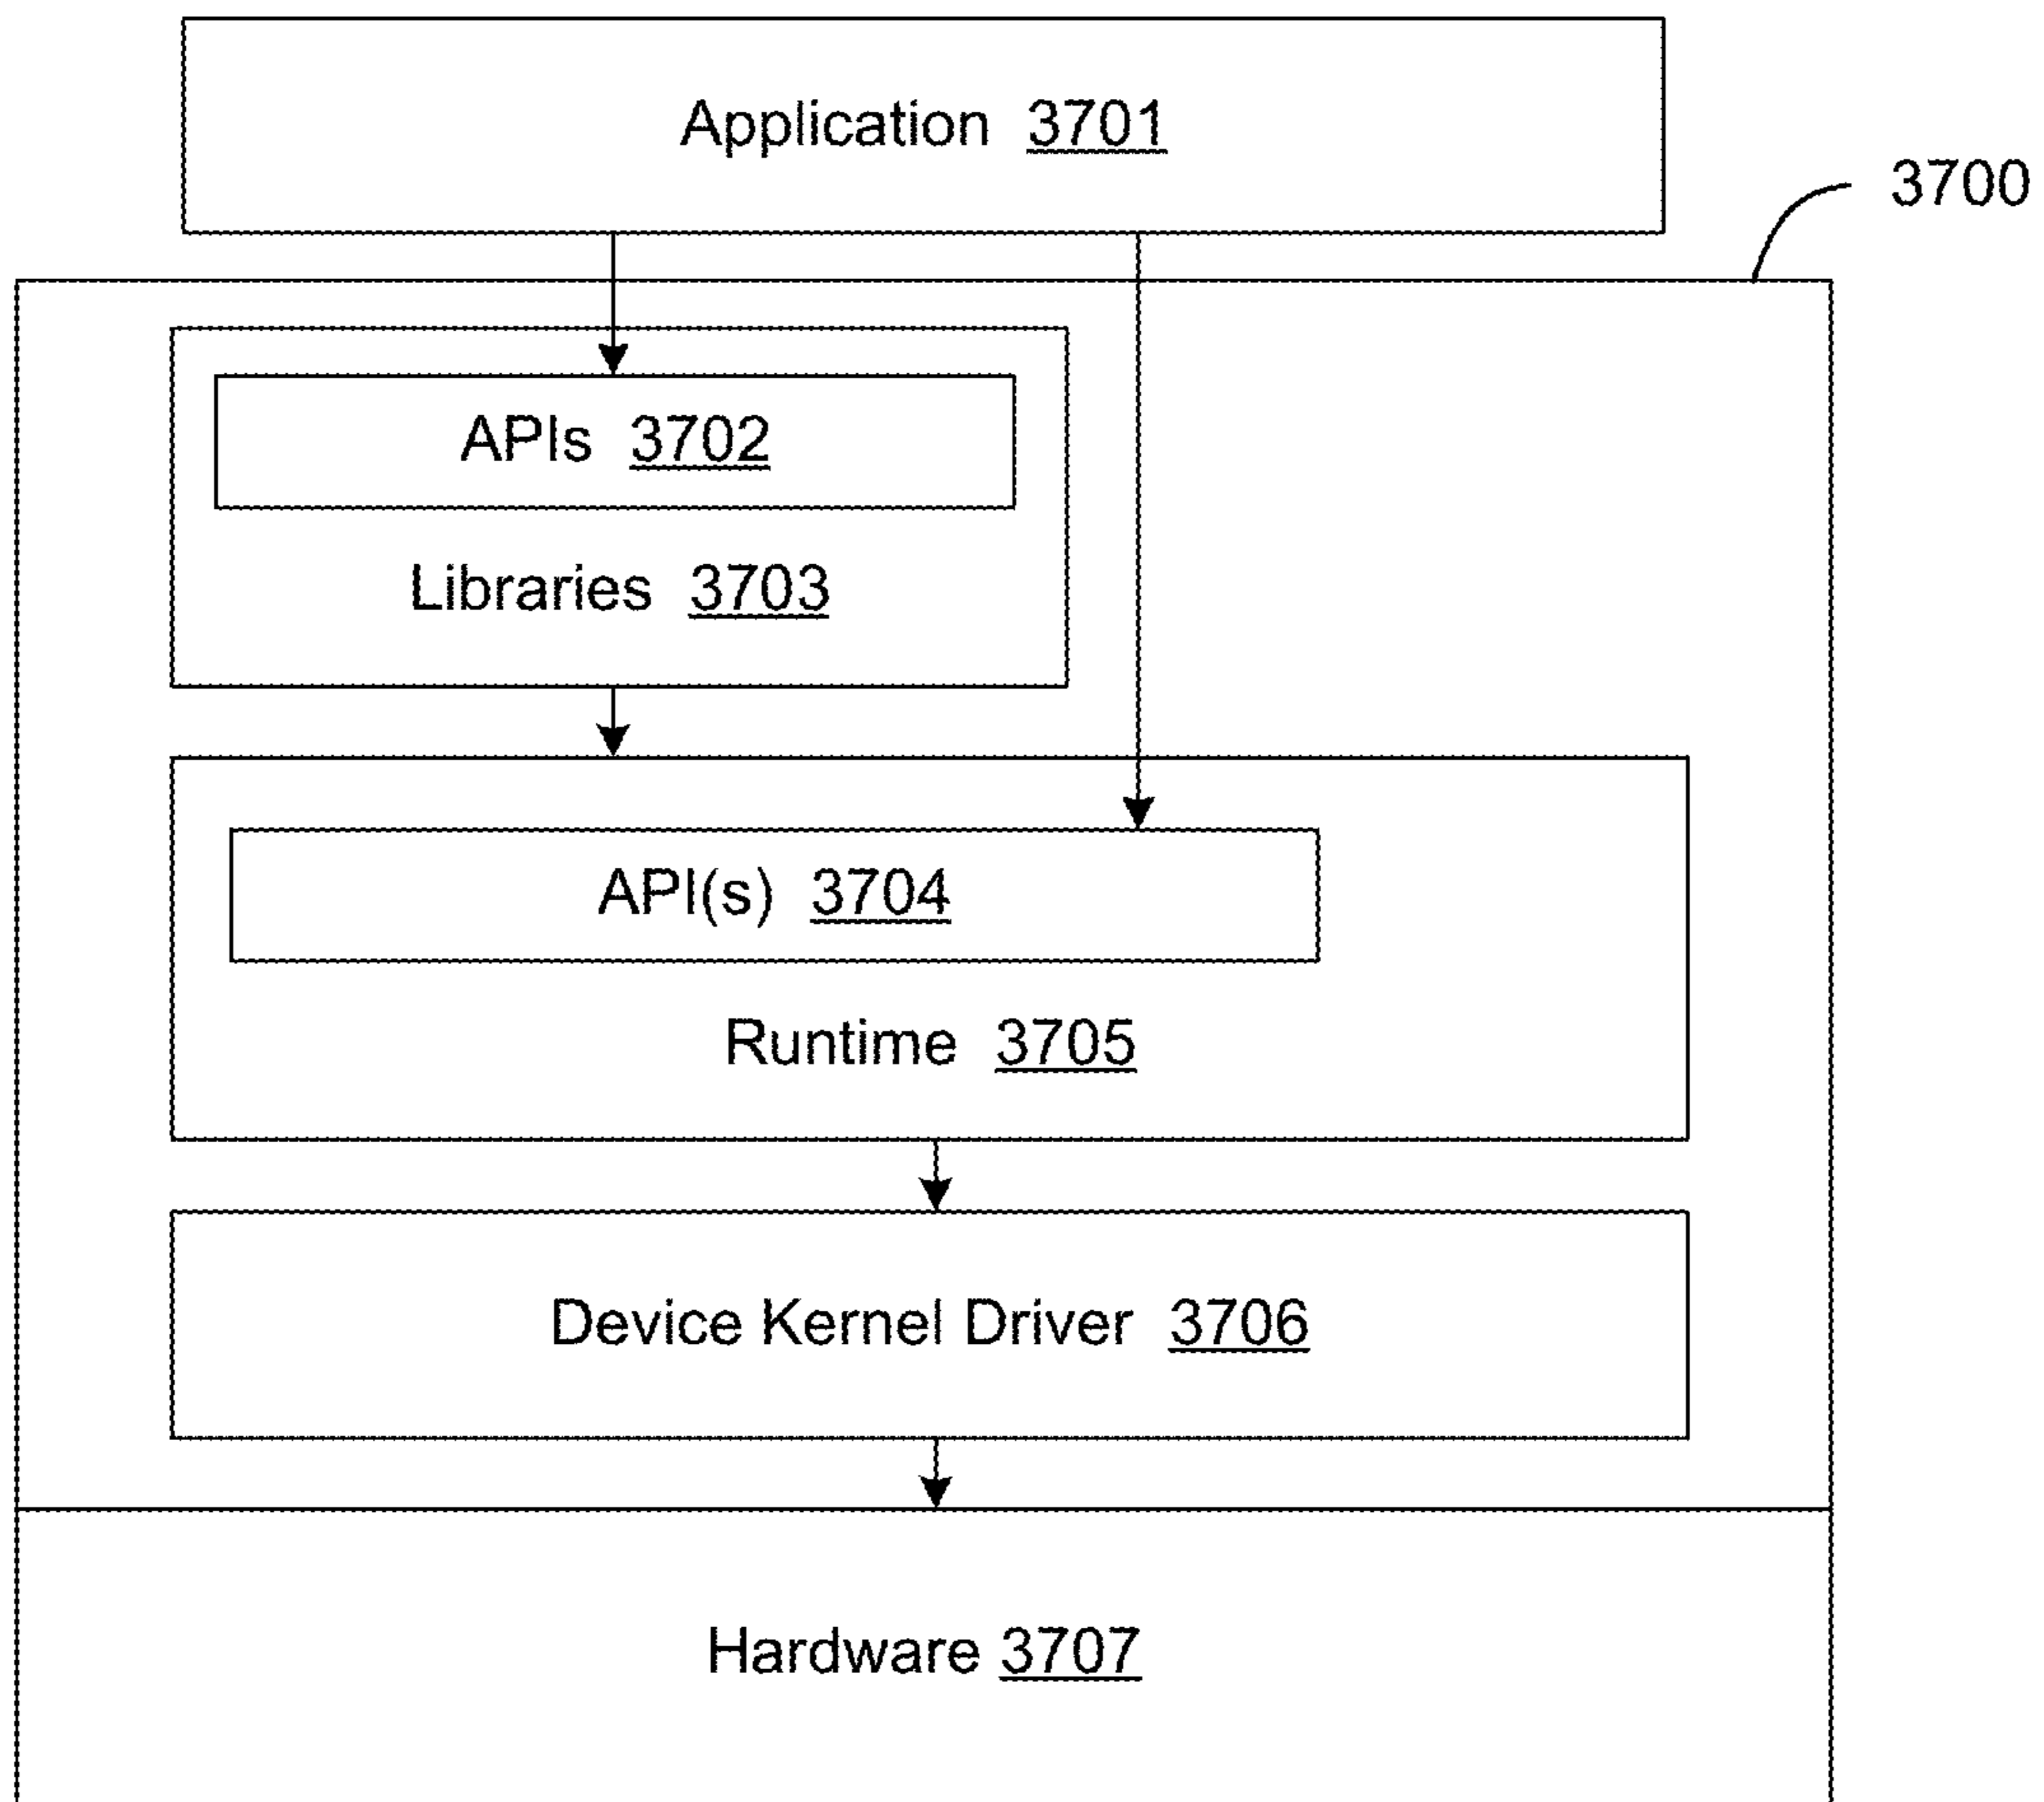 Application 3701
3700
APIs 3702
Libraries 3703
API(s) 3704
Runtime 3705
Device Kernel Driver 3706
Hardware 3707